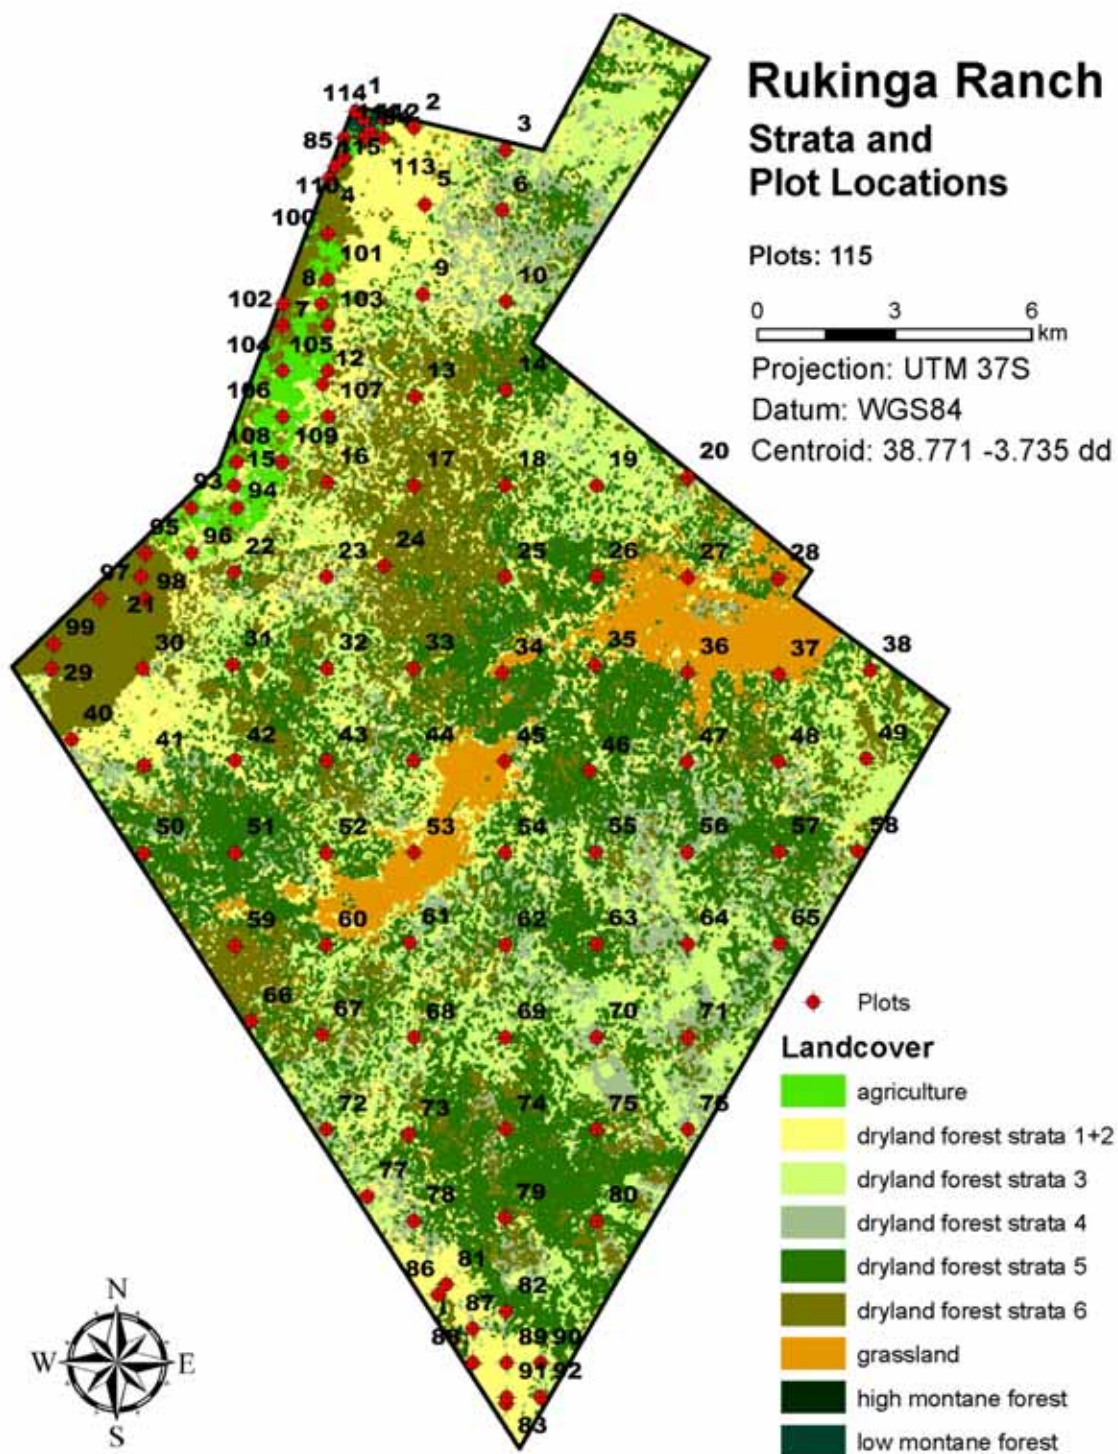 Rukinga Ranch
Strata and
Plot Locations
Plots: 115
0 3 6
km
Projection: UTM 37S
Datum: WGS84
Centroid: 38.771 -3.735 dd
114 1
2
3
85 115
113 5 6
110 4
100
101
8 9 10
102 7 103
104 105
12 13 14
106 107
108 109
15 16 17 18 19 20
93 94
95 96 22 23 24 25 26 27 28
97 98
21
99 30 31 32 33 34 35 36 37 38
29
40 41 42 43 44 45 46 47 48 49
50 51 52 53 54 55 56 57 58
59 60 61 62 63 64 65
66 67 68 69 70 71
72 73 74 75 76
77 78 79 80
86 81 82
87
89 90
91 92
83
Plots
Landcover
agriculture
dryland forest strata 1+2
dryland forest strata 3
dryland forest strata 4
dryland forest strata 5
dryland forest strata 6
grassland
high montane forest
low montane forest
N
W E
S